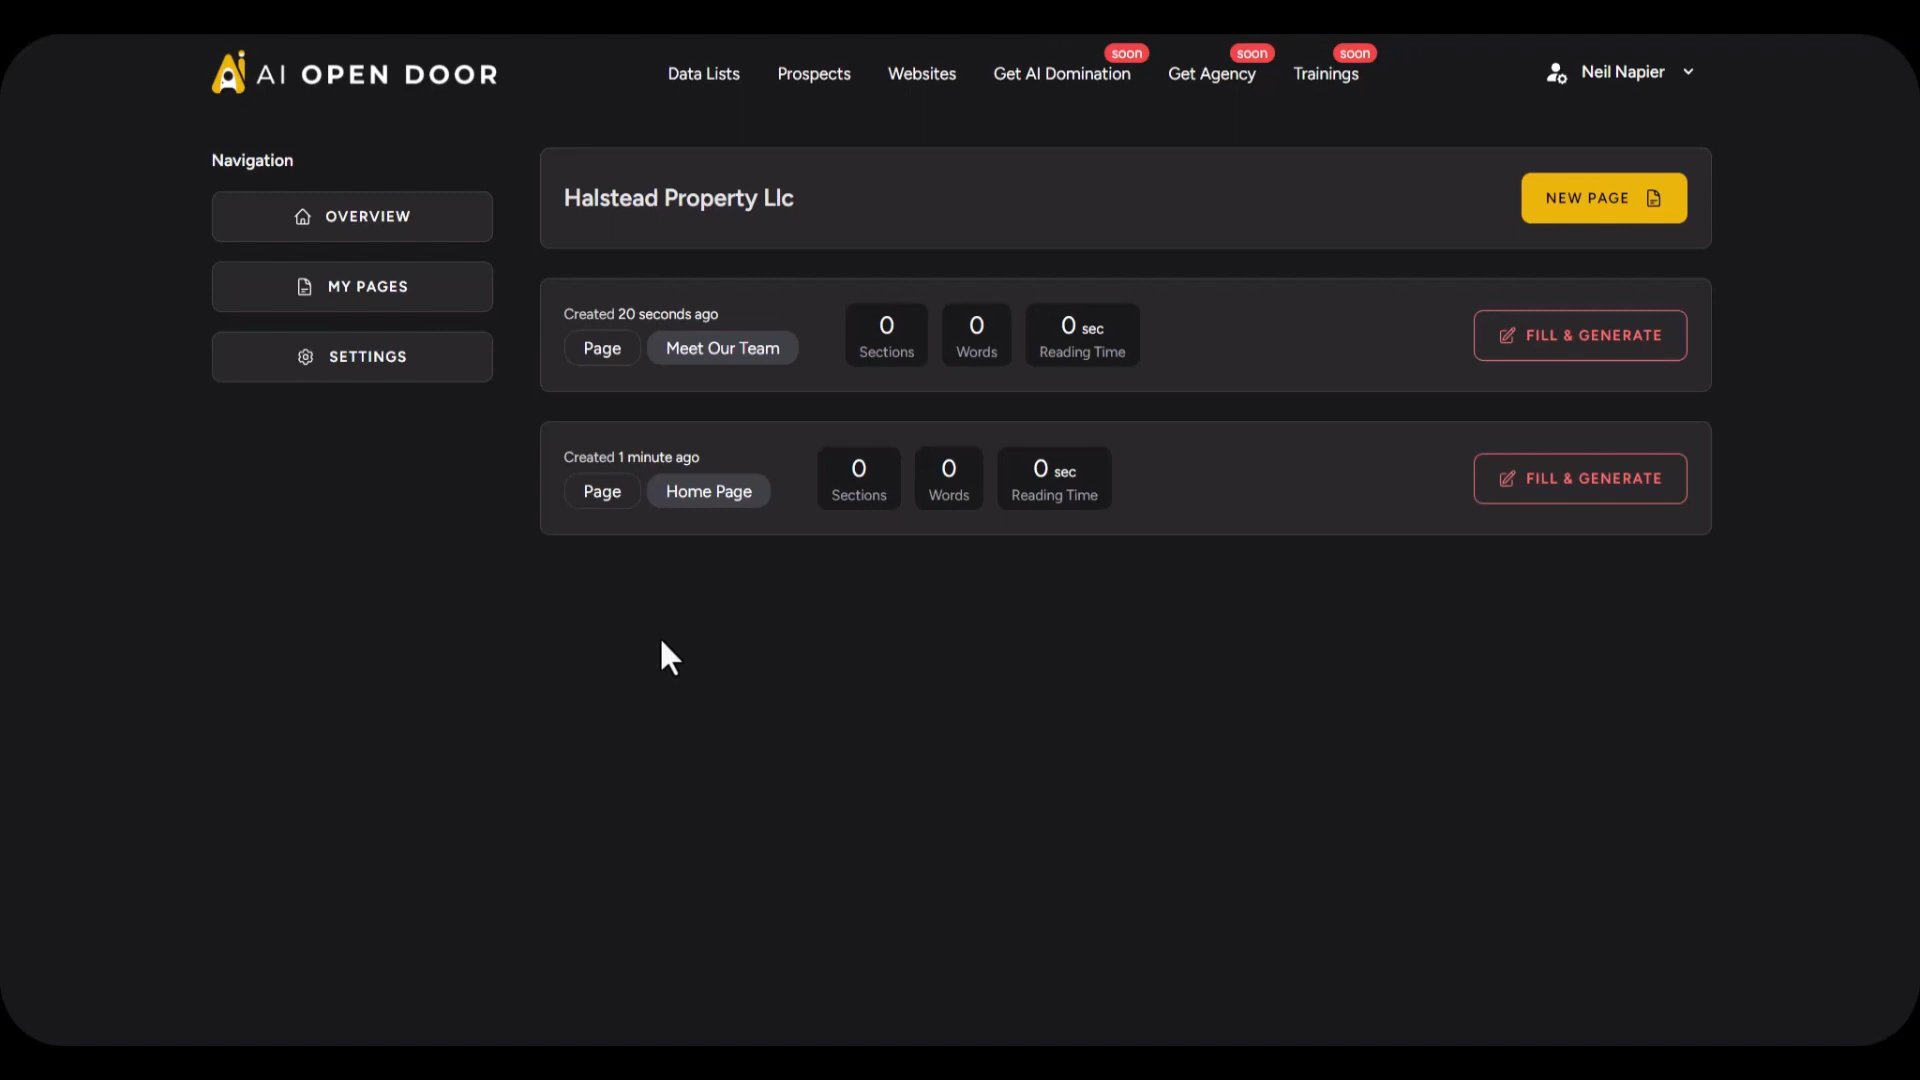 AI OPEN DOOR
Data Lists
Prospects
Websites
Get AI Domination
soon
Get Agency
soon
Trainings
soon
Neil Napier
Navigation
OVERVIEW
MY PAGES
SETTINGS
Halstead Property Llc
NEW PAGE
Created 20 seconds ago
Page
Meet Our Team
0
Sections
0
Words
0 sec
Reading Time
FILL & GENERATE
Created 1 minute ago
Page
Home Page
0
Sections
0
Words
0 sec
Reading Time
FILL & GENERATE